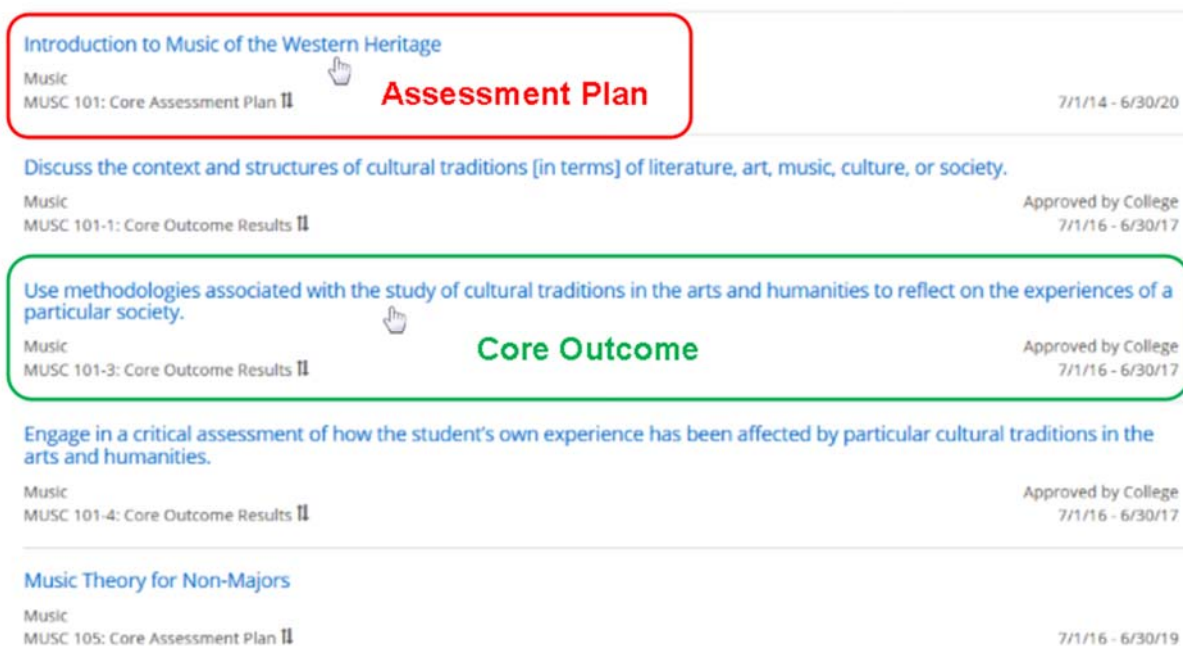 Introduction to Music of the Western Heritage
Music
MUSC 101: Core Assessment Plan
Assessment Plan
7/1/14 - 6/30/20
Discuss the context and structures of cultural traditions [in terms] of literature, art, music, culture, or society.
Music
Approved by College
MUSC 101-1: Core Outcome Results
7/1/16 - 6/30/17
Use methodologies associated with the study of cultural traditions in the arts and humanities to reflect on the experiences of a
particular society.
Music
Core Outcome
Approved by College
MUSC 101-3: Core Outcome Results
7/1/16 - 6/30/17
Engage in a critical assessment of how the student's own experience has been affected by particular cultural traditions in the
arts and humanities.
Music
Approved by College
MUSC 101-4: Core Outcome Results
7/1/16 - 6/30/17
Music Theory for Non-Majors
Music
MUSC 105: Core Assessment Plan
7/1/16 - 6/30/19